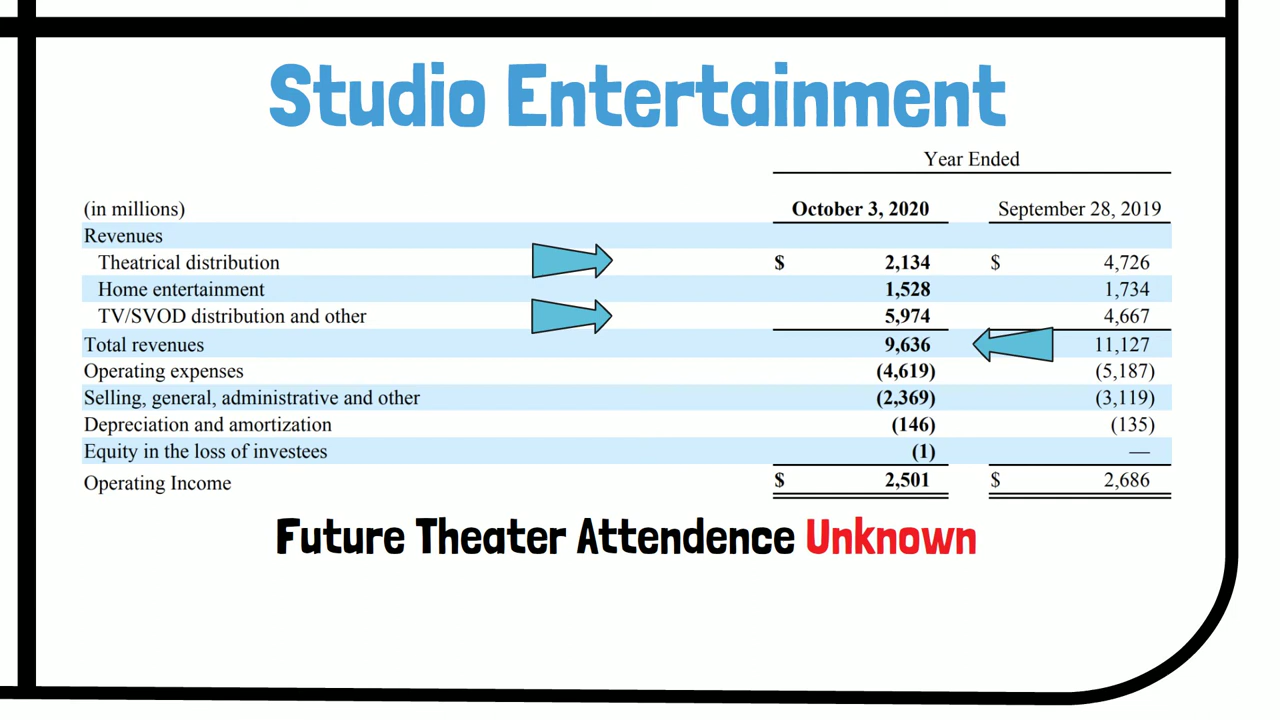 Studio Entertainment
Year Ended
(in millions) October 3, 2020 September 28, 2019
Revenues
Theatrical distribution $ 2,134 $ 4,726
Home entertainment 1,528 1,734
TV/SVOD distribution and other 5,974 4,667
Total revenues 9,636 11,127
Operating expenses (4,619) (5,187)
Selling, general, administrative and other (2,369) (3,119)
Depreciation and amortization (146) (135)
Equity in the loss of investees (1) —
Operating Income $ 2,501 $ 2,686
Future Theater Attendence Unknown